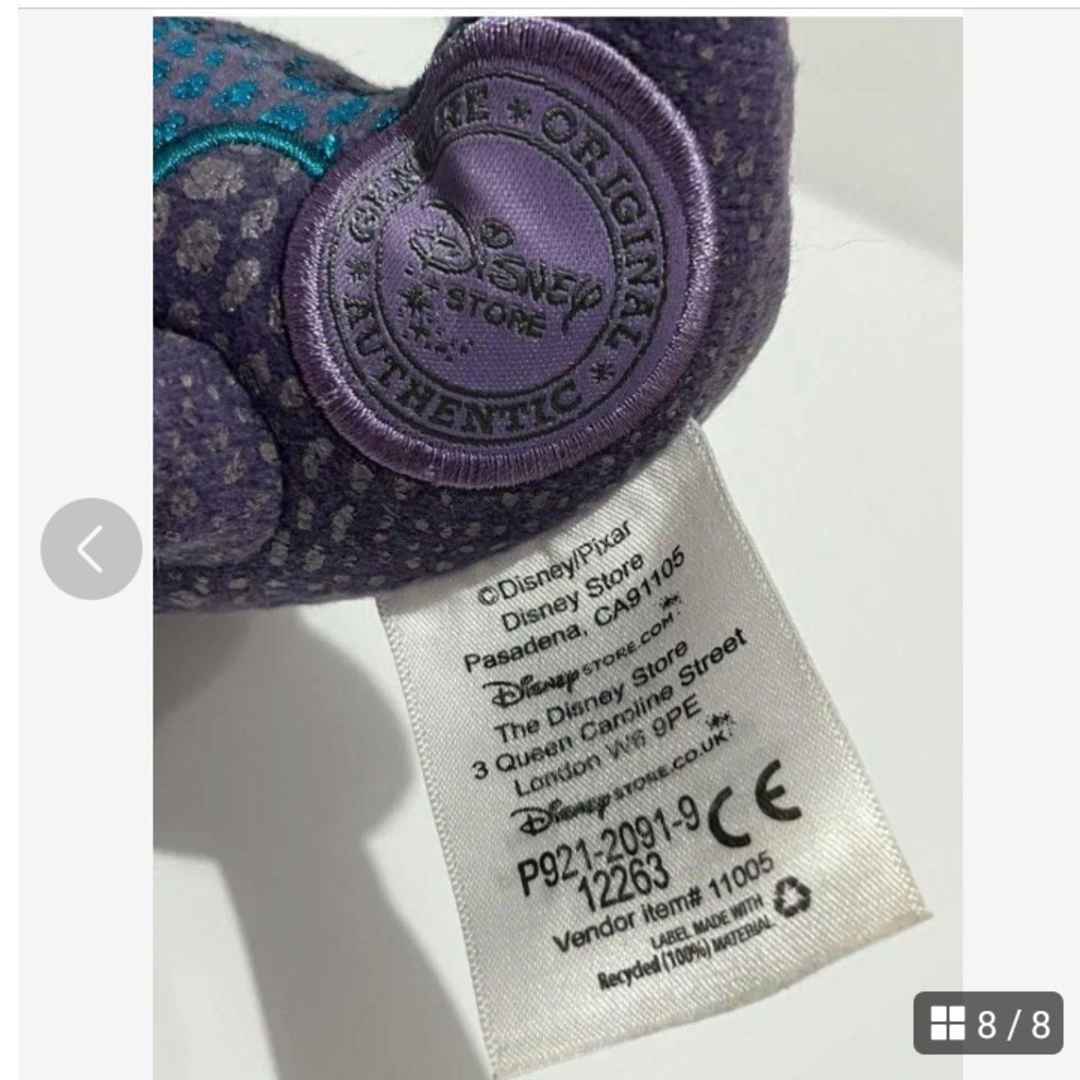 GENUINE * ORIGINAL * AUTHENTIC *
Disney
STORE
©Disney/Pixar
Disney Store
Pasadena, CA91105
DISNEYSTORE.COM
The Disney Store
3 Queen Caroline Street
London W6 9PE
DISNEYSTORE.CO.UK
P921-2091-9
CE
12263
Vendor item# 11005
LABEL MADE WITH
Recycled (100%) MATERIAL
8 / 8